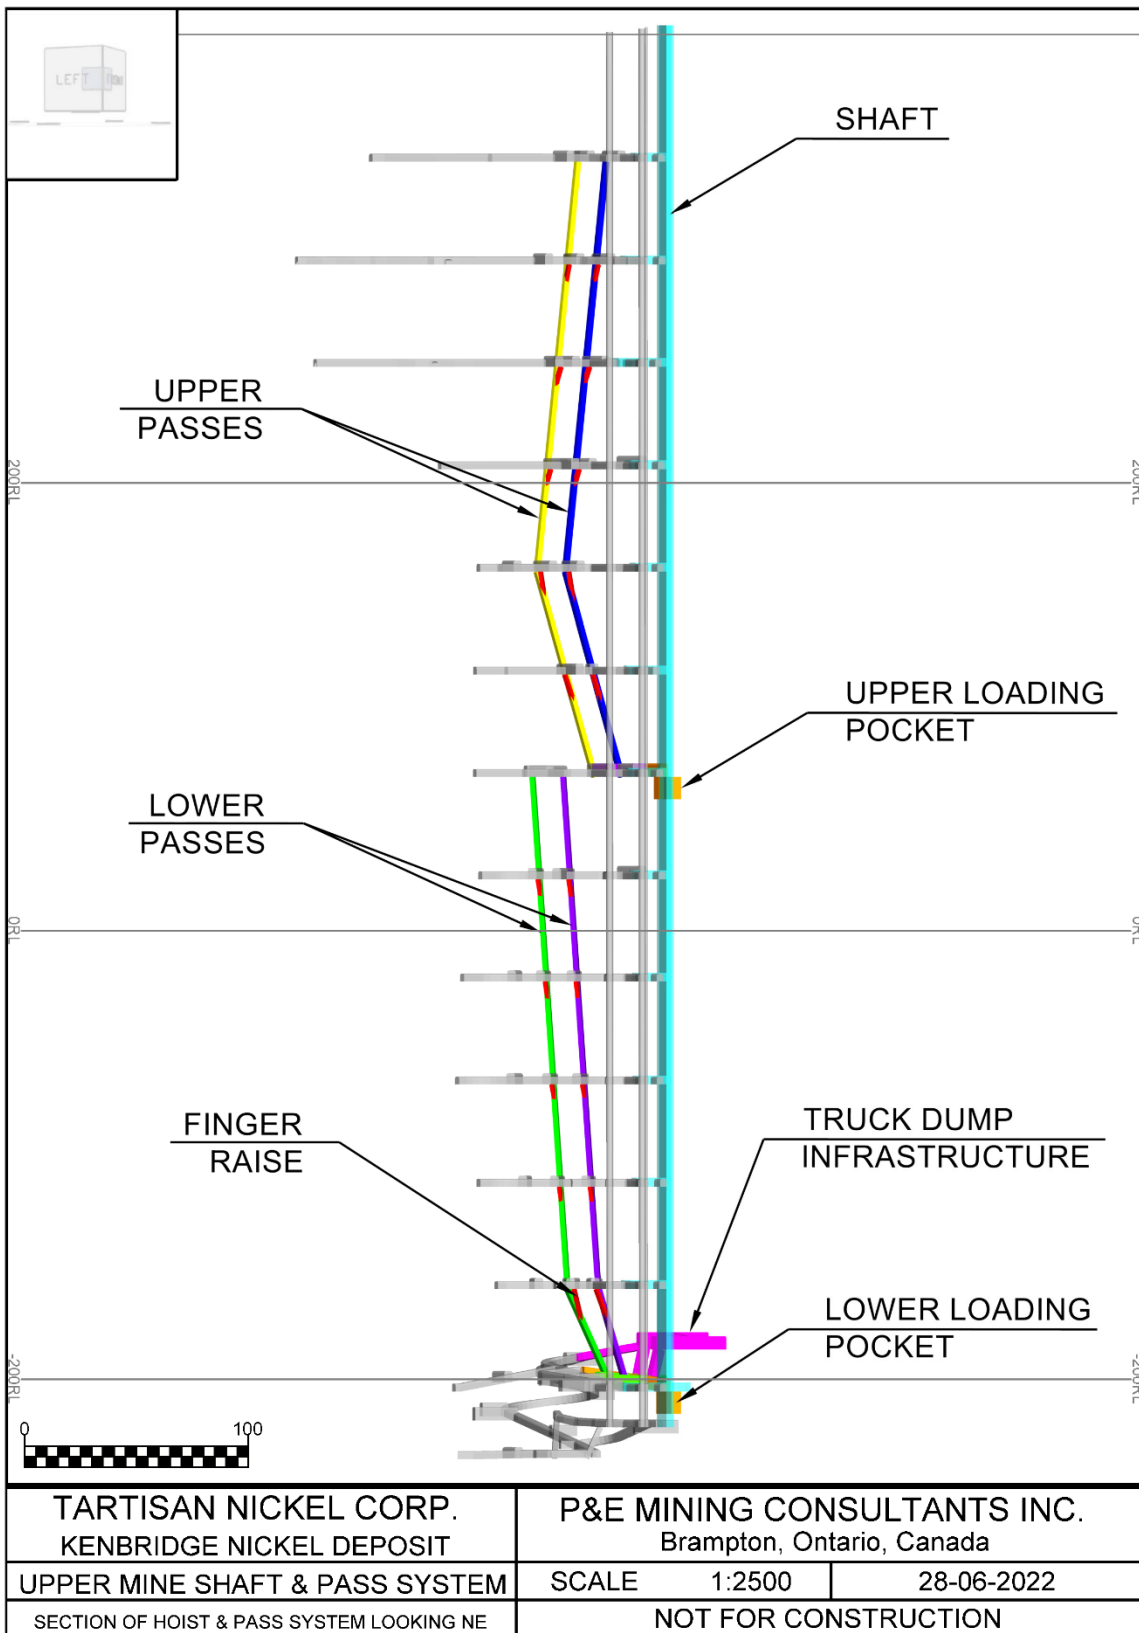 LEFT
SHAFT
UPPER
PASSES
200RL
200RL
UPPER LOADING
POCKET
LOWER
PASSES
0RL
0RL
FINGER
RAISE
TRUCK DUMP
INFRASTRUCTURE
LOWER LOADING
POCKET
-200RL
-200RL
0 100
TARTISAN NICKEL CORP.
KENBRIDGE NICKEL DEPOSIT
P&E MINING CONSULTANTS INC.
Brampton, Ontario, Canada
UPPER MINE SHAFT & PASS SYSTEM
SCALE 1:2500 28-06-2022
SECTION OF HOIST & PASS SYSTEM LOOKING NE
NOT FOR CONSTRUCTION